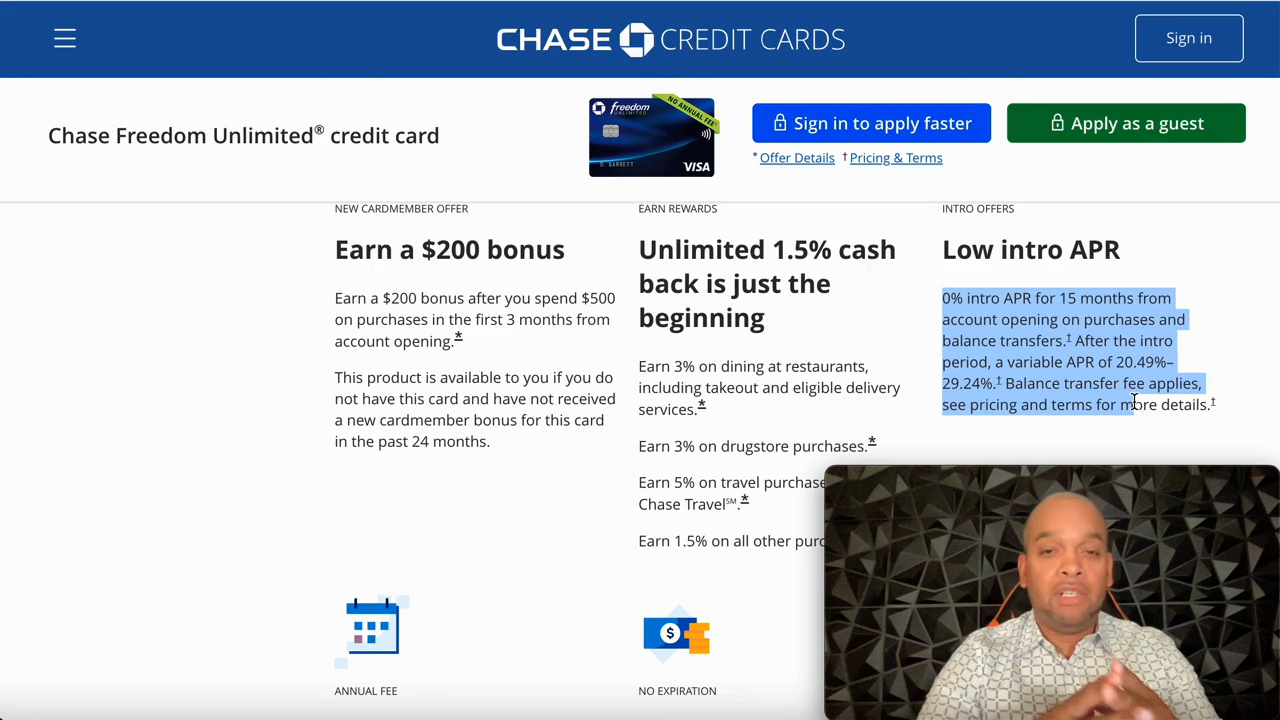 CHASE CREDIT CARDS
Sign in
Chase Freedom Unlimited® credit card
freedom
UNLIMITED
NO ANNUAL FEE†
D. BARRETT
VISA
Sign in to apply faster
Apply as a guest
* Offer Details † Pricing & Terms
NEW CARDMEMBER OFFER
Earn a $200 bonus
Earn a $200 bonus after you spend $500
on purchases in the first 3 months from
account opening.*
This product is available to you if you do
not have this card and have not received
a new cardmember bonus for this card
in the past 24 months.
EARN REWARDS
Unlimited 1.5% cash
back is just the
beginning
Earn 3% on dining at restaurants,
including takeout and eligible delivery
services.*
Earn 3% on drugstore purchases.*
Earn 5% on travel purchase
Chase Travel℠.*
Earn 1.5% on all other purc
INTRO OFFERS
Low intro APR
0% intro APR for 15 months from
account opening on purchases and
balance transfers.† After the intro
period, a variable APR of 20.49%–
29.24%.† Balance transfer fee applies,
see pricing and terms for more details.†
$
ANNUAL FEE
NO EXPIRATION